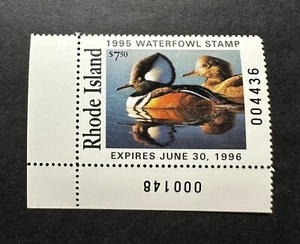 1995 WATERFOWL STAMP
$7.50
Rhode Island
004436
EXPIRES JUNE 30, 1996
000148